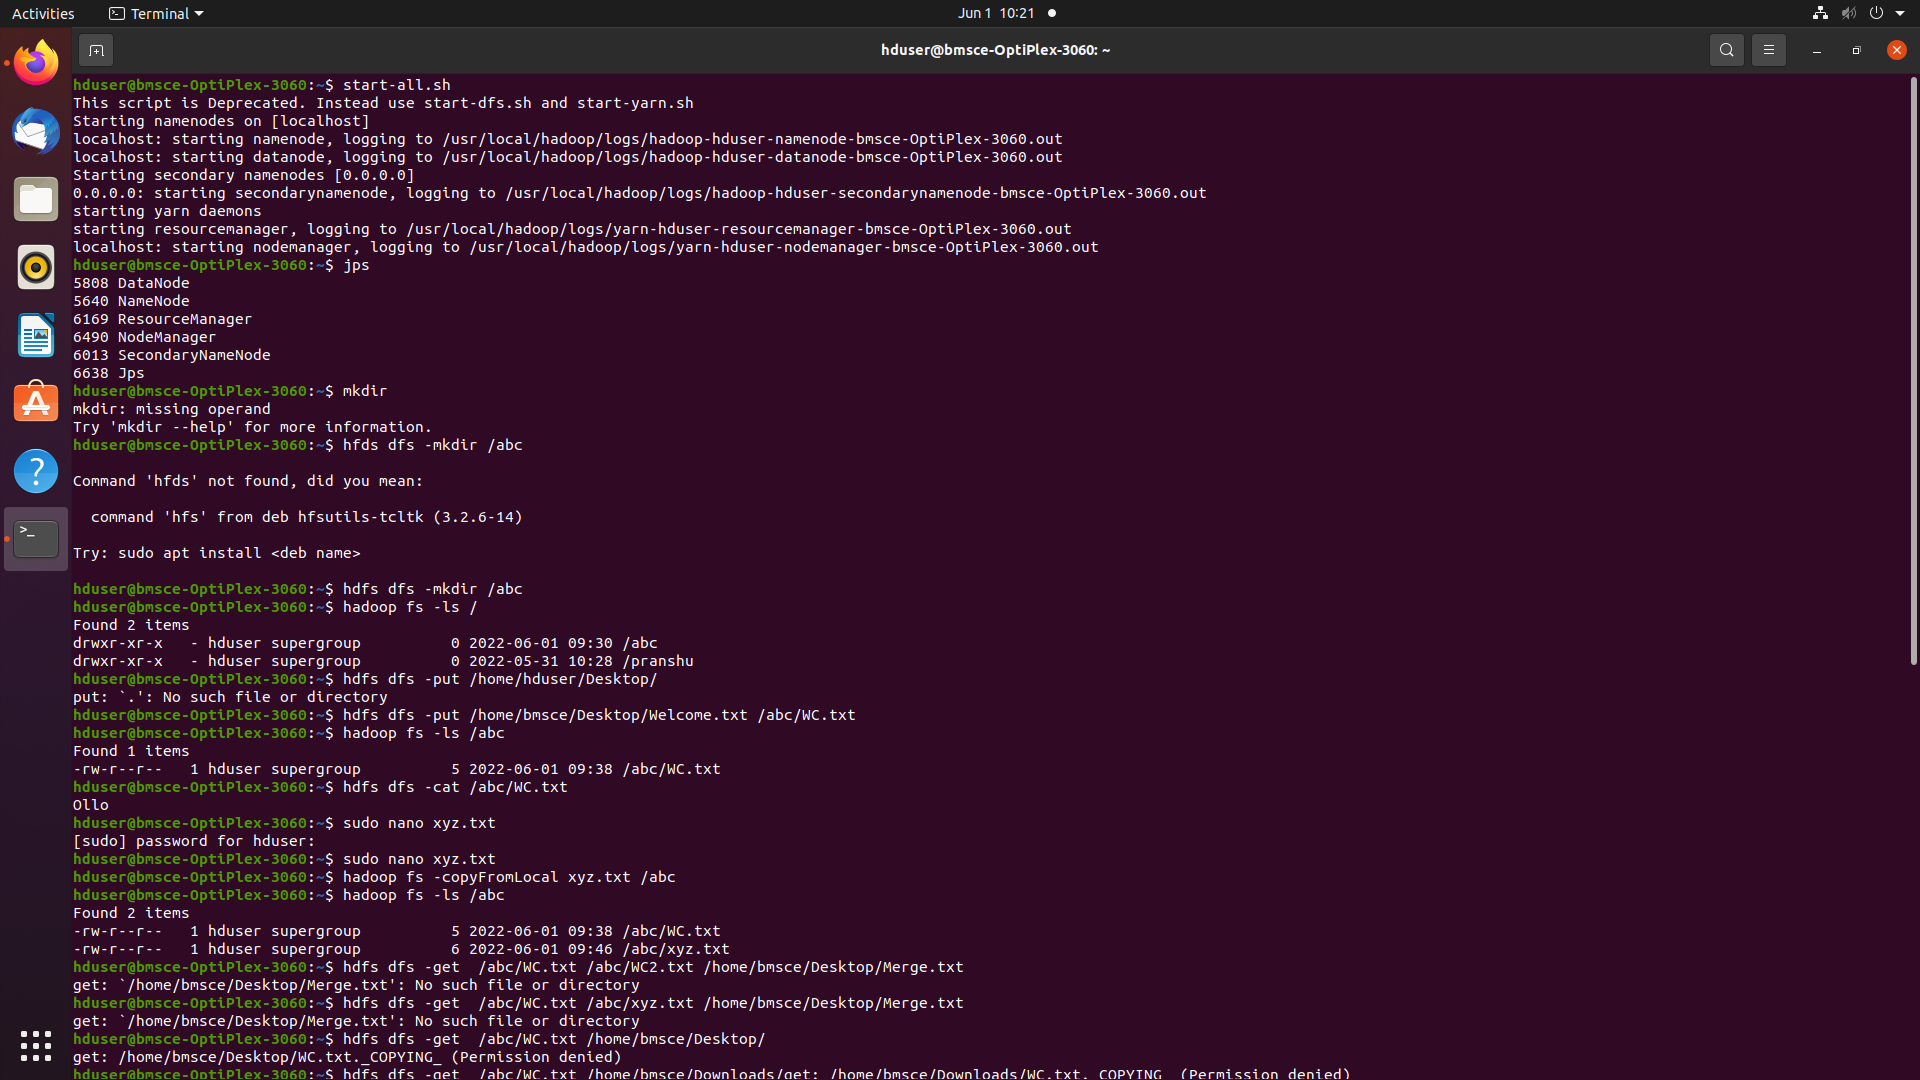 Activities
Terminal
Jun 1 10:21
hduser@bmsce-OptiPlex-3060: ~
hduser@bmsce-OptiPlex-3060:~$ start-all.sh
This script is Deprecated. Instead use start-dfs.sh and start-yarn.sh
Starting namenodes on [localhost]
localhost: starting namenode, logging to /usr/local/hadoop/logs/hadoop-hduser-namenode-bmsce-OptiPlex-3060.out
localhost: starting datanode, logging to /usr/local/hadoop/logs/hadoop-hduser-datanode-bmsce-OptiPlex-3060.out
Starting secondary namenodes [0.0.0.0]
0.0.0.0: starting secondarynamenode, logging to /usr/local/hadoop/logs/hadoop-hduser-secondarynamenode-bmsce-OptiPlex-3060.out
starting yarn daemons
starting resourcemanager, logging to /usr/local/hadoop/logs/yarn-hduser-resourcemanager-bmsce-OptiPlex-3060.out
localhost: starting nodemanager, logging to /usr/local/hadoop/logs/yarn-hduser-nodemanager-bmsce-OptiPlex-3060.out
hduser@bmsce-OptiPlex-3060:~$ jps
5808 DataNode
5640 NameNode
6169 ResourceManager
6490 NodeManager
6013 SecondaryNameNode
6638 Jps
hduser@bmsce-OptiPlex-3060:~$ mkdir
mkdir: missing operand
Try 'mkdir --help' for more information.
hduser@bmsce-OptiPlex-3060:~$ hfds dfs -mkdir /abc
Command 'hfds' not found, did you mean:
command 'hfs' from deb hfsutils-tcltk (3.2.6-14)
Try: sudo apt install <deb name>
hduser@bmsce-OptiPlex-3060:~$ hdfs dfs -mkdir /abc
hduser@bmsce-OptiPlex-3060:~$ hadoop fs -ls /
Found 2 items
drwxr-xr-x   - hduser supergroup          0 2022-06-01 09:30 /abc
drwxr-xr-x   - hduser supergroup          0 2022-05-31 10:28 /pranshu
hduser@bmsce-OptiPlex-3060:~$ hdfs dfs -put /home/hduser/Desktop/
put: `.': No such file or directory
hduser@bmsce-OptiPlex-3060:~$ hdfs dfs -put /home/bmsce/Desktop/Welcome.txt /abc/WC.txt
hduser@bmsce-OptiPlex-3060:~$ hadoop fs -ls /abc
Found 1 items
-rw-r--r--   1 hduser supergroup          5 2022-06-01 09:38 /abc/WC.txt
hduser@bmsce-OptiPlex-3060:~$ hdfs dfs -cat /abc/WC.txt
Ollo
hduser@bmsce-OptiPlex-3060:~$ sudo nano xyz.txt
[sudo] password for hduser:
hduser@bmsce-OptiPlex-3060:~$ sudo nano xyz.txt
hduser@bmsce-OptiPlex-3060:~$ hadoop fs -copyFromLocal xyz.txt /abc
hduser@bmsce-OptiPlex-3060:~$ hadoop fs -ls /abc
Found 2 items
-rw-r--r--   1 hduser supergroup          5 2022-06-01 09:38 /abc/WC.txt
-rw-r--r--   1 hduser supergroup          6 2022-06-01 09:46 /abc/xyz.txt
hduser@bmsce-OptiPlex-3060:~$ hdfs dfs -get  /abc/WC.txt /abc/WC2.txt /home/bmsce/Desktop/Merge.txt
get: `/home/bmsce/Desktop/Merge.txt': No such file or directory
hduser@bmsce-OptiPlex-3060:~$ hdfs dfs -get  /abc/WC.txt /abc/xyz.txt /home/bmsce/Desktop/Merge.txt
get: `/home/bmsce/Desktop/Merge.txt': No such file or directory
hduser@bmsce-OptiPlex-3060:~$ hdfs dfs -get  /abc/WC.txt /home/bmsce/Desktop/
get: /home/bmsce/Desktop/WC.txt._COPYING_ (Permission denied)
hduser@bmsce-OptiPlex-3060:~$ hdfs dfs -get  /abc/WC.txt /home/bmsce/Downloads/get: /home/bmsce/Downloads/WC.txt._COPYING_ (Permission denied)